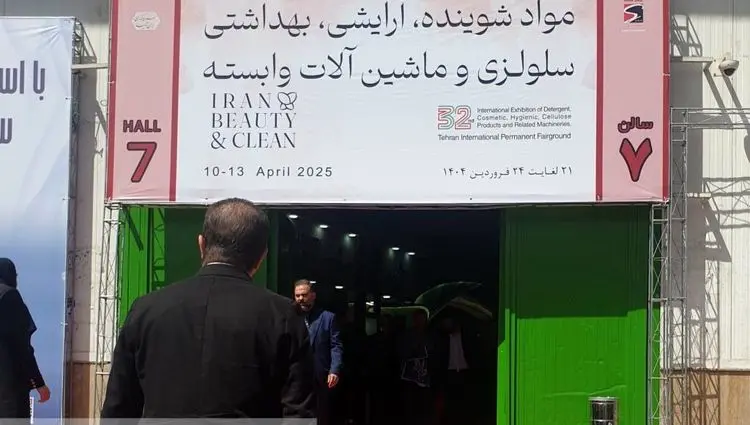 مواد شوینده، آرایشی، بهداشتی
سلولزی و ماشین آلات وابسته
IRAN
BEAUTY
& CLEAN
32nd
International Exhibition of Detergent,
Cosmetic, Hygienic, Cellulose
Products and Related Machineries.
Tehran International Permanent Fairground
10-13 April 2025
۲۱ لغایت ۲۴ فروردین ۱۴۰۴
HALL
7
سالن
۷
با